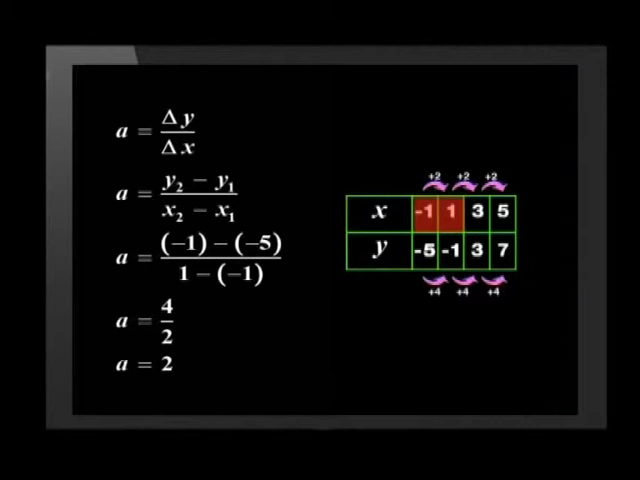 a = Δy / Δx
a = y₂ − y₁ / x₂ − x₁
a = (−1) − (−5) / 1 − (−1)
a = 4 / 2
a = 2
+2 +2 +2
x -1 1 3 5
y -5 -1 3 7
+4 +4 +4